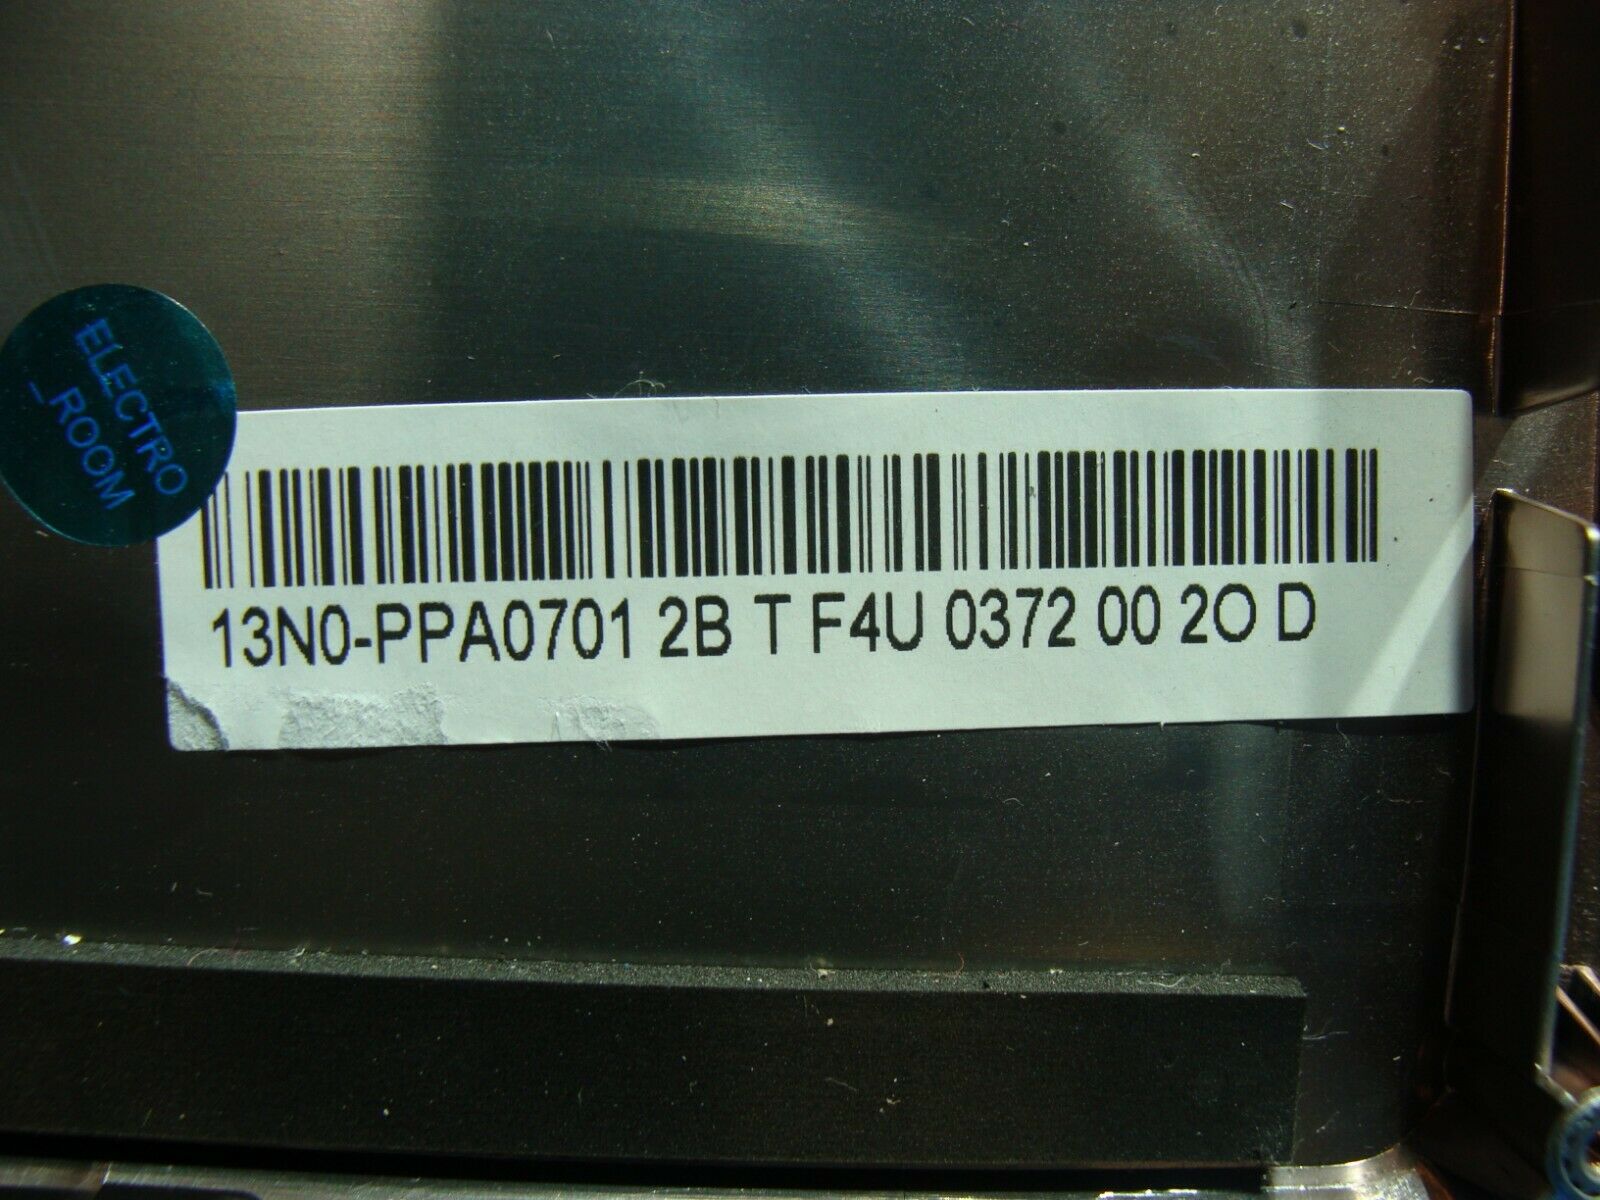 ELECTRO
_ROOM
13N0-PPA0701 2B T F4U 0372 00 2O D